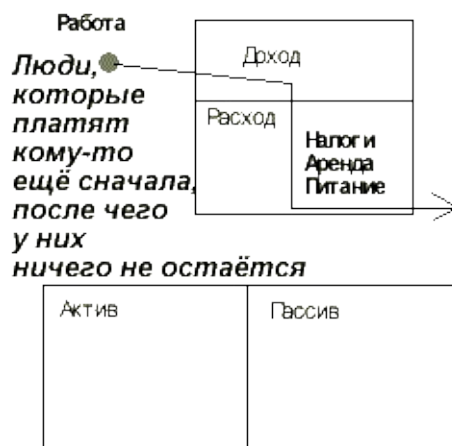 Работа
Люди,
которые
платят
кому-то
ещё сначала,
после чего
у них
ничего не остаётся
Доход
Расход
Налоги
Аренда
Питание
Актив
Пассив